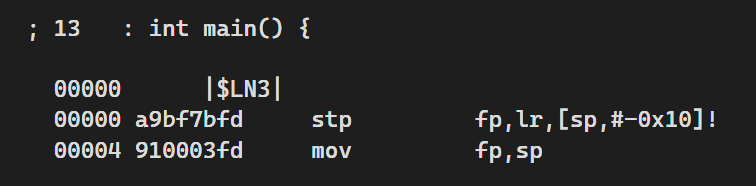 ; 13   : int main() {
00000      |$LN3|
00000 a9bf7bfd     stp         fp,lr,[sp,#-0x10]!
00004 910003fd     mov         fp,sp